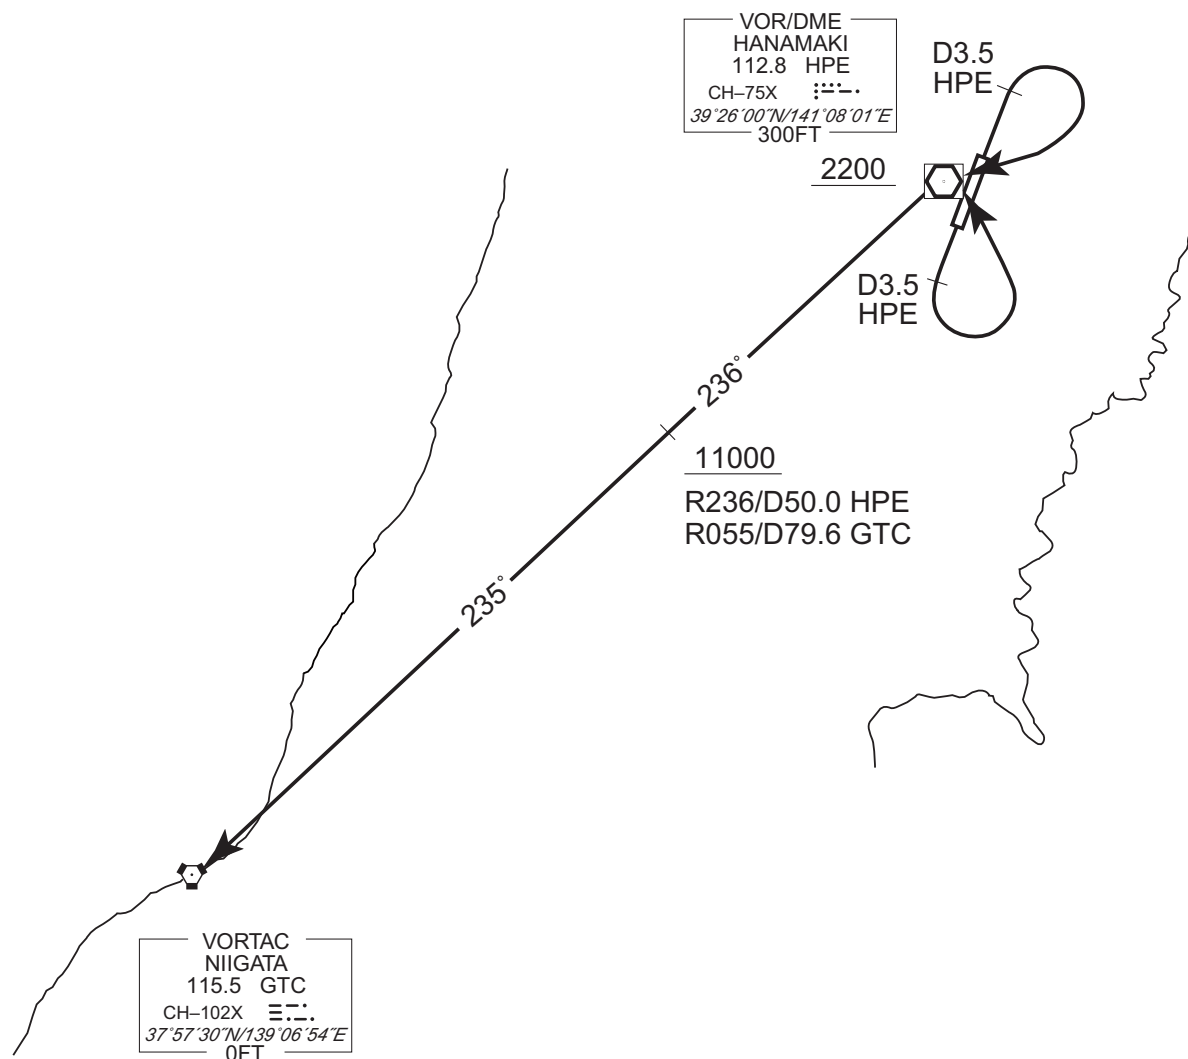 VOR/DME
HANAMAKI
112.8 HPE
CH–75X
39°26´00˝N/141°08´01˝E
300FT
D3.5
HPE
2200
D3.5
HPE
236°
11000
R236/D50.0 HPE
R055/D79.6 GTC
235°
VORTAC
NIIGATA
115.5 GTC
CH–102X
37°57´30˝N/139°06´54˝E
0FT